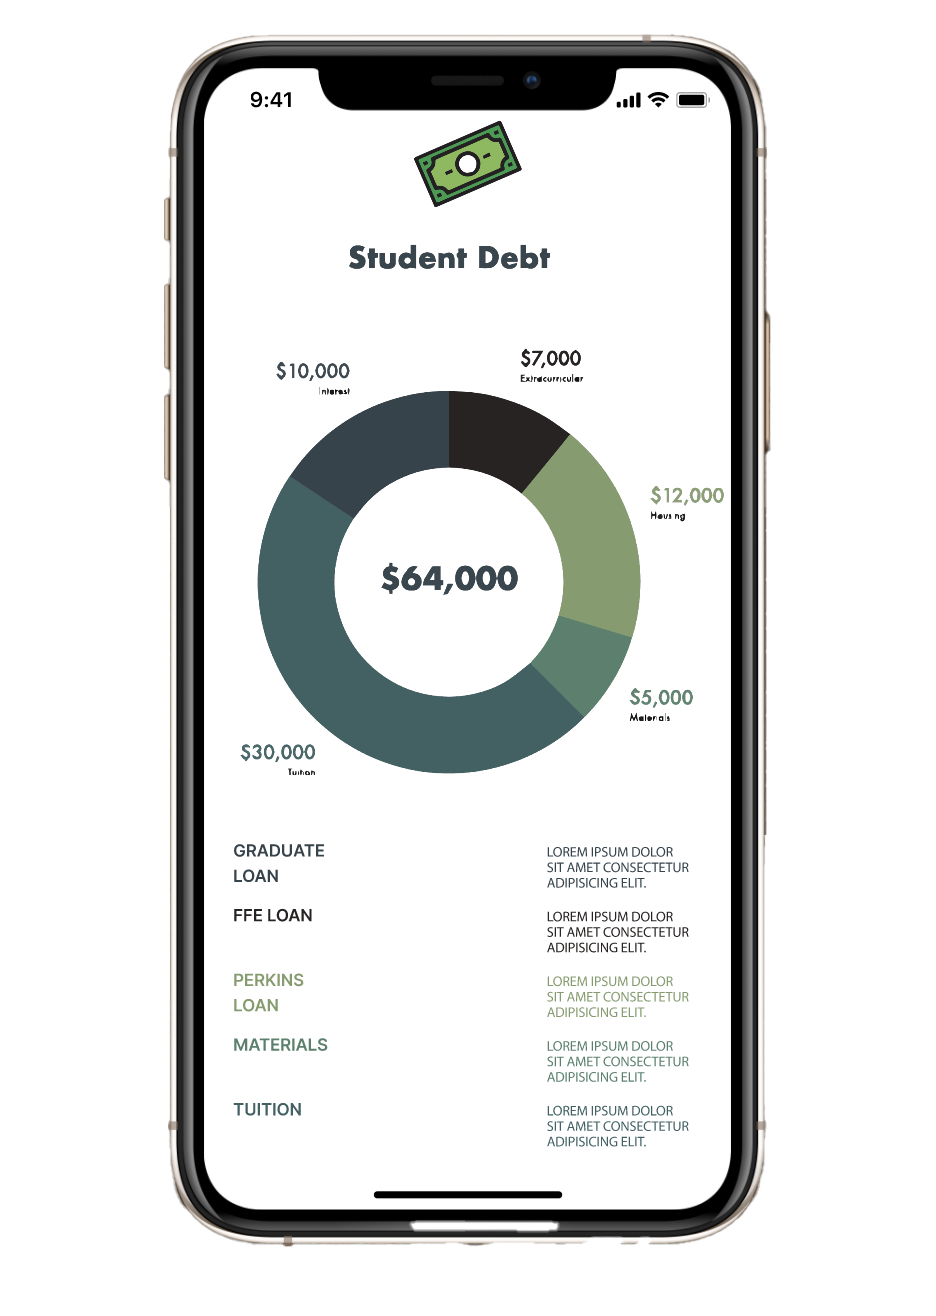 9:41
Student Debt
$10,000
Interest
$7,000
Extracurricular
$12,000
Housing
$64,000
$5,000
Materials
$30,000
Tuition
GRADUATE
LOAN
LOREM IPSUM DOLOR
SIT AMET CONSECTETUR
ADIPISICING ELIT.
FFE LOAN
LOREM IPSUM DOLOR
SIT AMET CONSECTETUR
ADIPISICING ELIT.
PERKINS
LOAN
LOREM IPSUM DOLOR
SIT AMET CONSECTETUR
ADIPISICING ELIT.
MATERIALS
LOREM IPSUM DOLOR
SIT AMET CONSECTETUR
ADIPISICING ELIT.
TUITION
LOREM IPSUM DOLOR
SIT AMET CONSECTETUR
ADIPISICING ELIT.